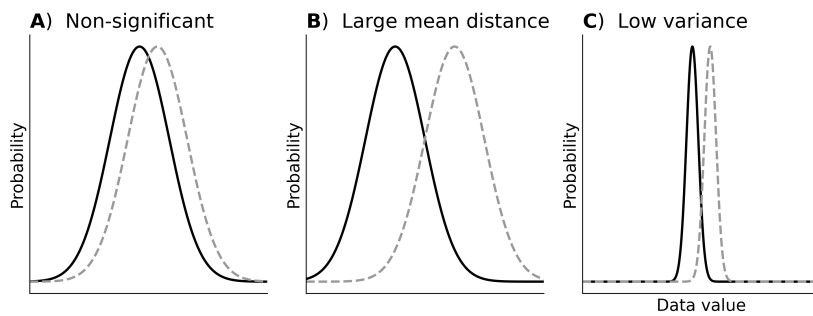 A) Non-significant
B) Large mean distance
C) Low variance
Probability
Probability
Probability
Data value